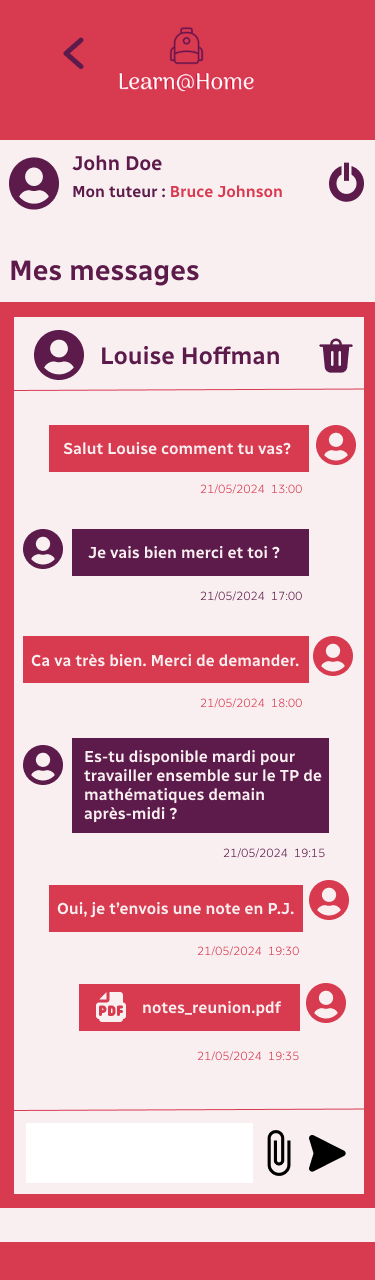 Learn@Home
John Doe
Mon tuteur : Bruce Johnson
Mes messages
Louise Hoffman
Salut Louise comment tu vas?
21/05/2024 13:00
Je vais bien merci et toi ?
21/05/2024 17:00
Ca va très bien. Merci de demander.
21/05/2024 18:00
Es-tu disponible mardi pour
travailler ensemble sur le TP de
mathématiques demain
après-midi ?
21/05/2024 19:15
Oui, je t’envois une note en P.J.
21/05/2024 19:30
PDF notes_reunion.pdf
21/05/2024 19:35